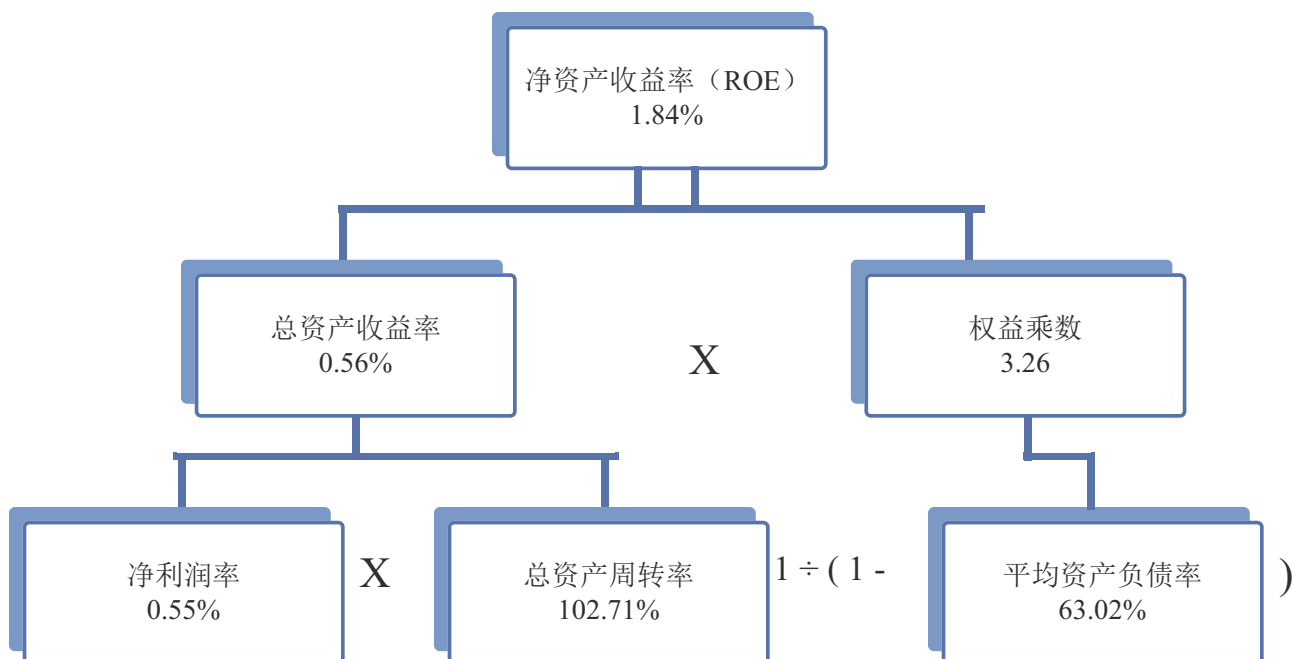 净资产收益率（ROE）
1.84%
总资产收益率
0.56%
X
权益乘数
3.26
净利润率
0.55%
X
总资产周转率
102.71%
1 ÷ ( 1 -
平均资产负债率
63.02%
)